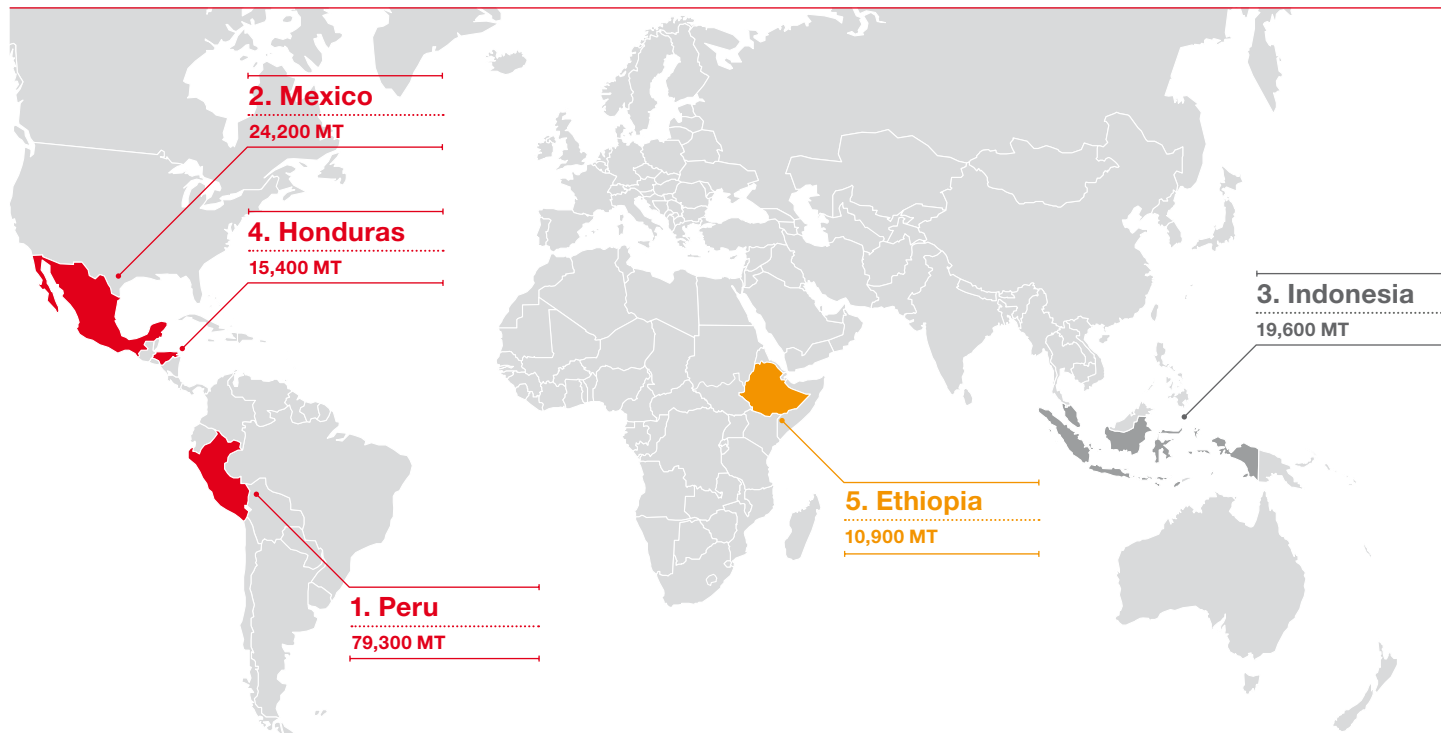 2. Mexico
24,200 MT
4. Honduras
15,400 MT
3. Indonesia
19,600 MT
5. Ethiopia
10,900 MT
1. Peru
79,300 MT